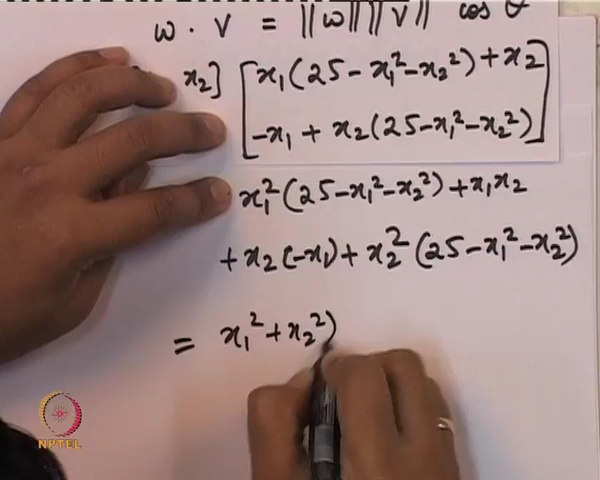 w · v = ||w|| ||v|| cos θ
x₂] [x₁(25 - x₁² - x₂²) + x₂
-x₁ + x₂(25 - x₁² - x₂²)]
x₁²(25 - x₁² - x₂²) + x₁x₂
+ x₂(-x₁) + x₂²(25 - x₁² - x₂²)
= x₁² + x₂²)
NPTEL